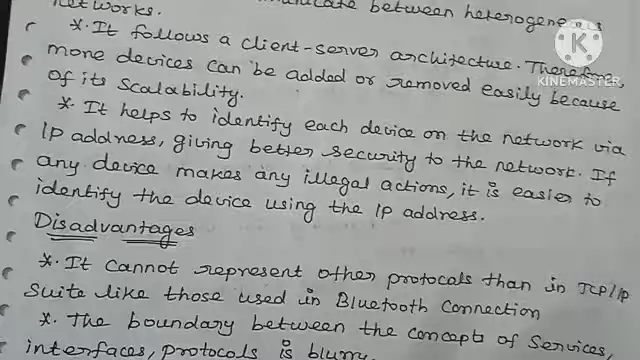 communicate between heterogeneous
networks.
*. It follows a client-server architecture. Therefore,
more devices can be added or removed easily because
of its scalability.
*. It helps to identify each device on the network via
IP address, giving better security to the network. If
any device makes any illegal actions, it is easier to
identify the device using the IP address.
Disadvantages
*. It cannot represent other protocols than in TCP/IP
Suite like those used in Bluetooth connection
*. The boundary between the concepts of services,
interfaces, protocols is blurry.
K
KINEMASTER